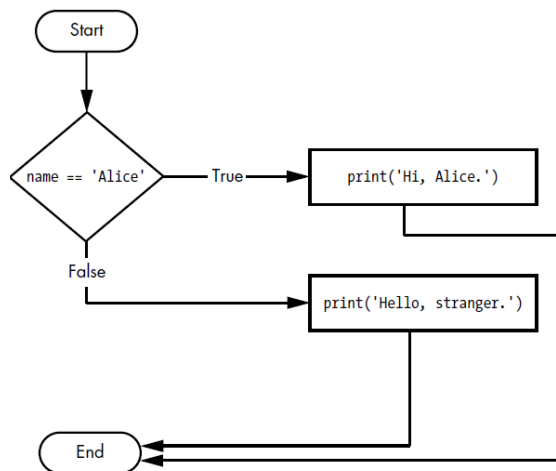 Start
name == 'Alice'
True
print('Hi, Alice.')
False
print('Hello, stranger.')
End